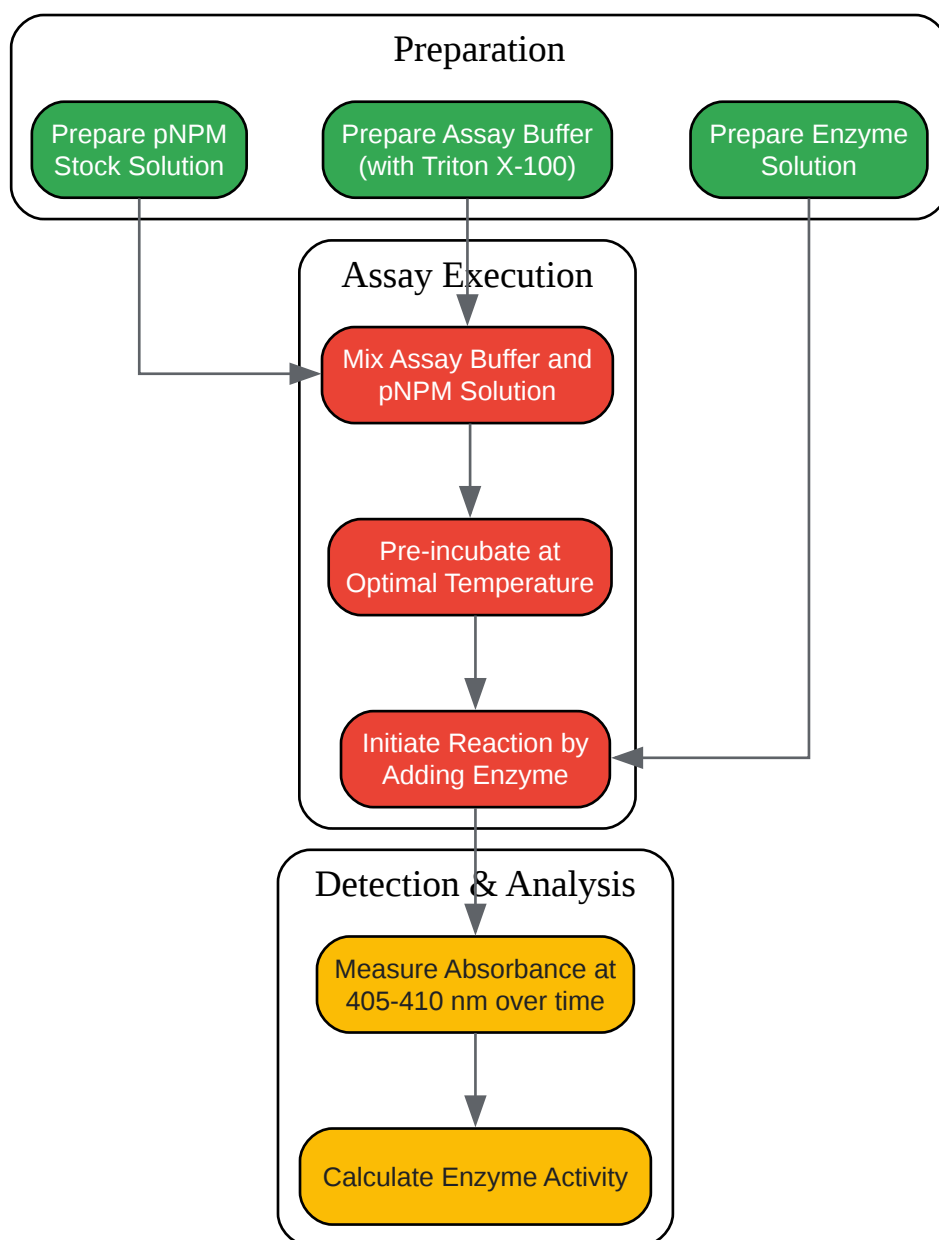 Preparation
Prepare pNPM
Stock Solution
Prepare Assay Buffer
(with Triton X-100)
Prepare Enzyme
Solution
Assay Execution
Mix Assay Buffer and
pNPM Solution
Pre-incubate at
Optimal Temperature
Initiate Reaction by
Adding Enzyme
Detection & Analysis
Measure Absorbance at
405-410 nm over time
Calculate Enzyme Activity